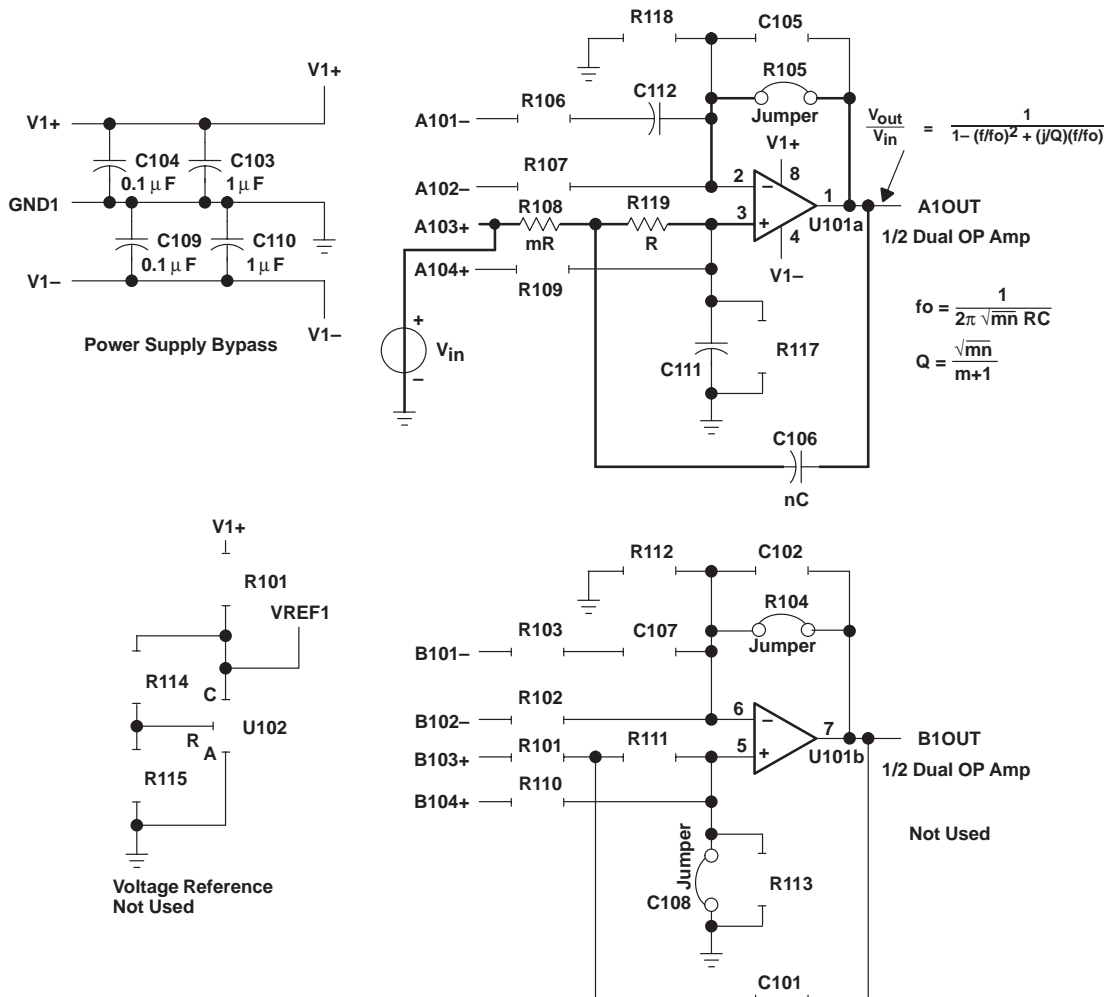 V1+
V1+
C104
0.1 µF
C103
1µF
GND1
C109
0.1 µF
C110
1µF
V1–
V1–
Power Supply Bypass
R118
C105
R105
Jumper
A101–
R106
C112
A102–
R107
V1+
8
2
–
1
3
+
4
V1–
U101a
A103+
R108
mR
R119
R
A104+
R109
A1OUT
1/2 Dual OP Amp
Vout
Vin
=
1
1– (f/fo)2 + (j/Q)(f/fo)
+
Vin
–
C111
R117
fo = 1
2π √mn RC
Q = √mn
m+1
C106
nC
V1+
R101
VREF1
R114
C
U102
R
A
R115
Voltage Reference
Not Used
R112
C102
R104
Jumper
B101–
R103
C107
B102–
R102
6
–
7
5
+
U101b
B103+
R101
R111
B104+
R110
B1OUT
1/2 Dual OP Amp
Not Used
Jumper
C108
R113
C101